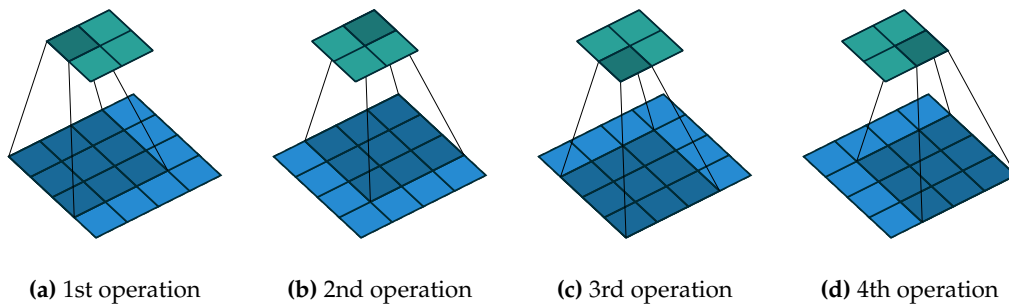 (a) 1st operation
(b) 2nd operation
(c) 3rd operation
(d) 4th operation